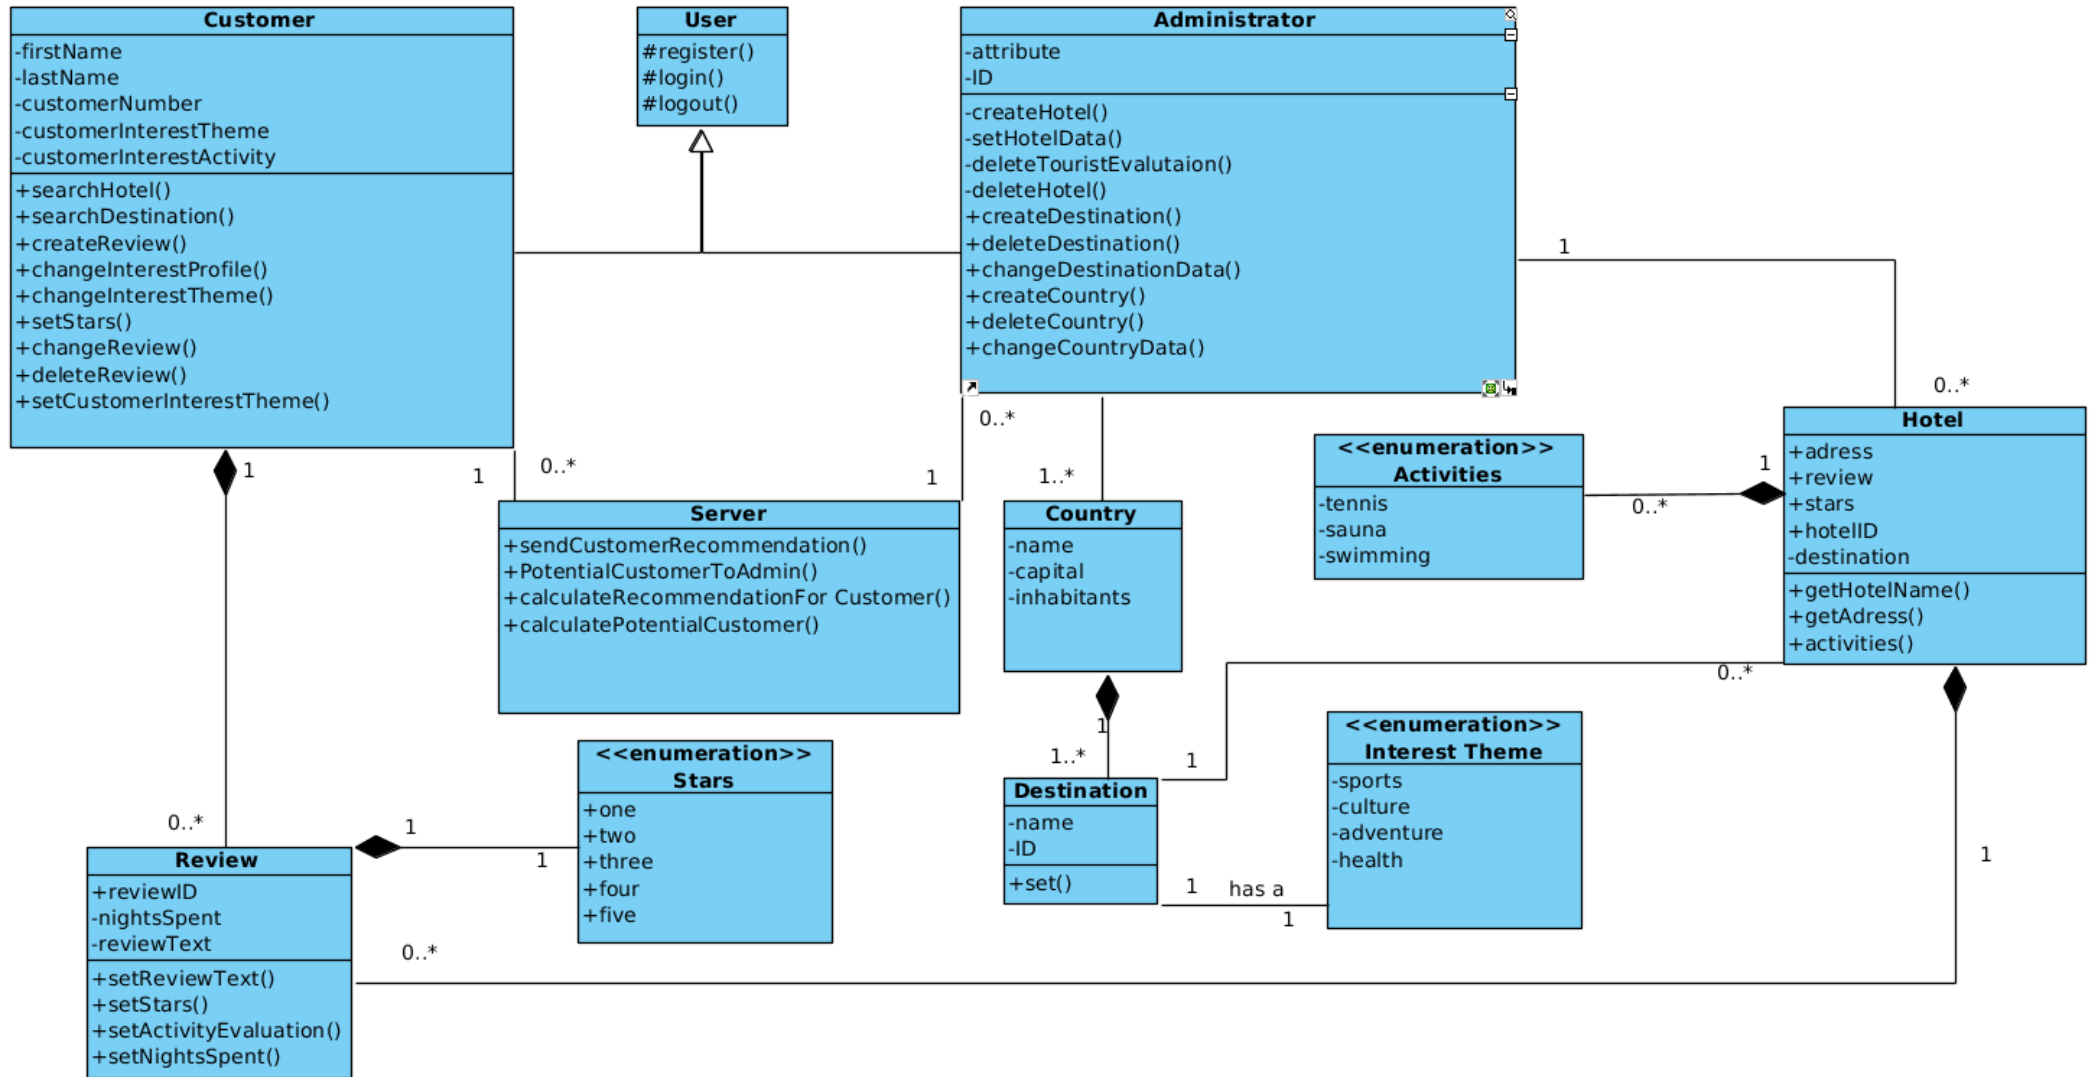 Customer
-firstName
-lastName
-customerNumber
-customerInterestTheme
-customerInterestActivity
+searchHotel()
+searchDestination()
+createReview()
+changeInterestProfile()
+changeInterestTheme()
+setStars()
+changeReview()
+deleteReview()
+setCustomerInterestTheme()
User
#register()
#login()
#logout()
Administrator
-attribute
-ID
-createHotel()
-setHotelData()
-deleteTouristEvalutaion()
-deleteHotel()
+createDestination()
+deleteDestination()
+changeDestinationData()
+createCountry()
+deleteCountry()
+changeCountryData()
1
0..*
1
0..*
1
0..*
1
1..*
Server
+sendCustomerRecommendation()
+PotentialCustomerToAdmin()
+calculateRecommendationFor Customer()
+calculatePotentialCustomer()
Country
-name
-capital
-inhabitants
<<enumeration>>
Activities
-tennis
-sauna
-swimming
1
0..*
Hotel
+adress
+review
+stars
+hotelID
-destination
+getHotelName()
+getAdress()
+activities()
0..*
1
1..*
1
<<enumeration>>
Stars
+one
+two
+three
+four
+five
Destination
-name
-ID
+set()
1
has a
1
<<enumeration>>
Interest Theme
-sports
-culture
-adventure
-health
0..*
1
1
Review
+reviewID
-nightsSpent
-reviewText
+setReviewText()
+setStars()
+setActivityEvaluation()
+setNightsSpent()
0..*
1